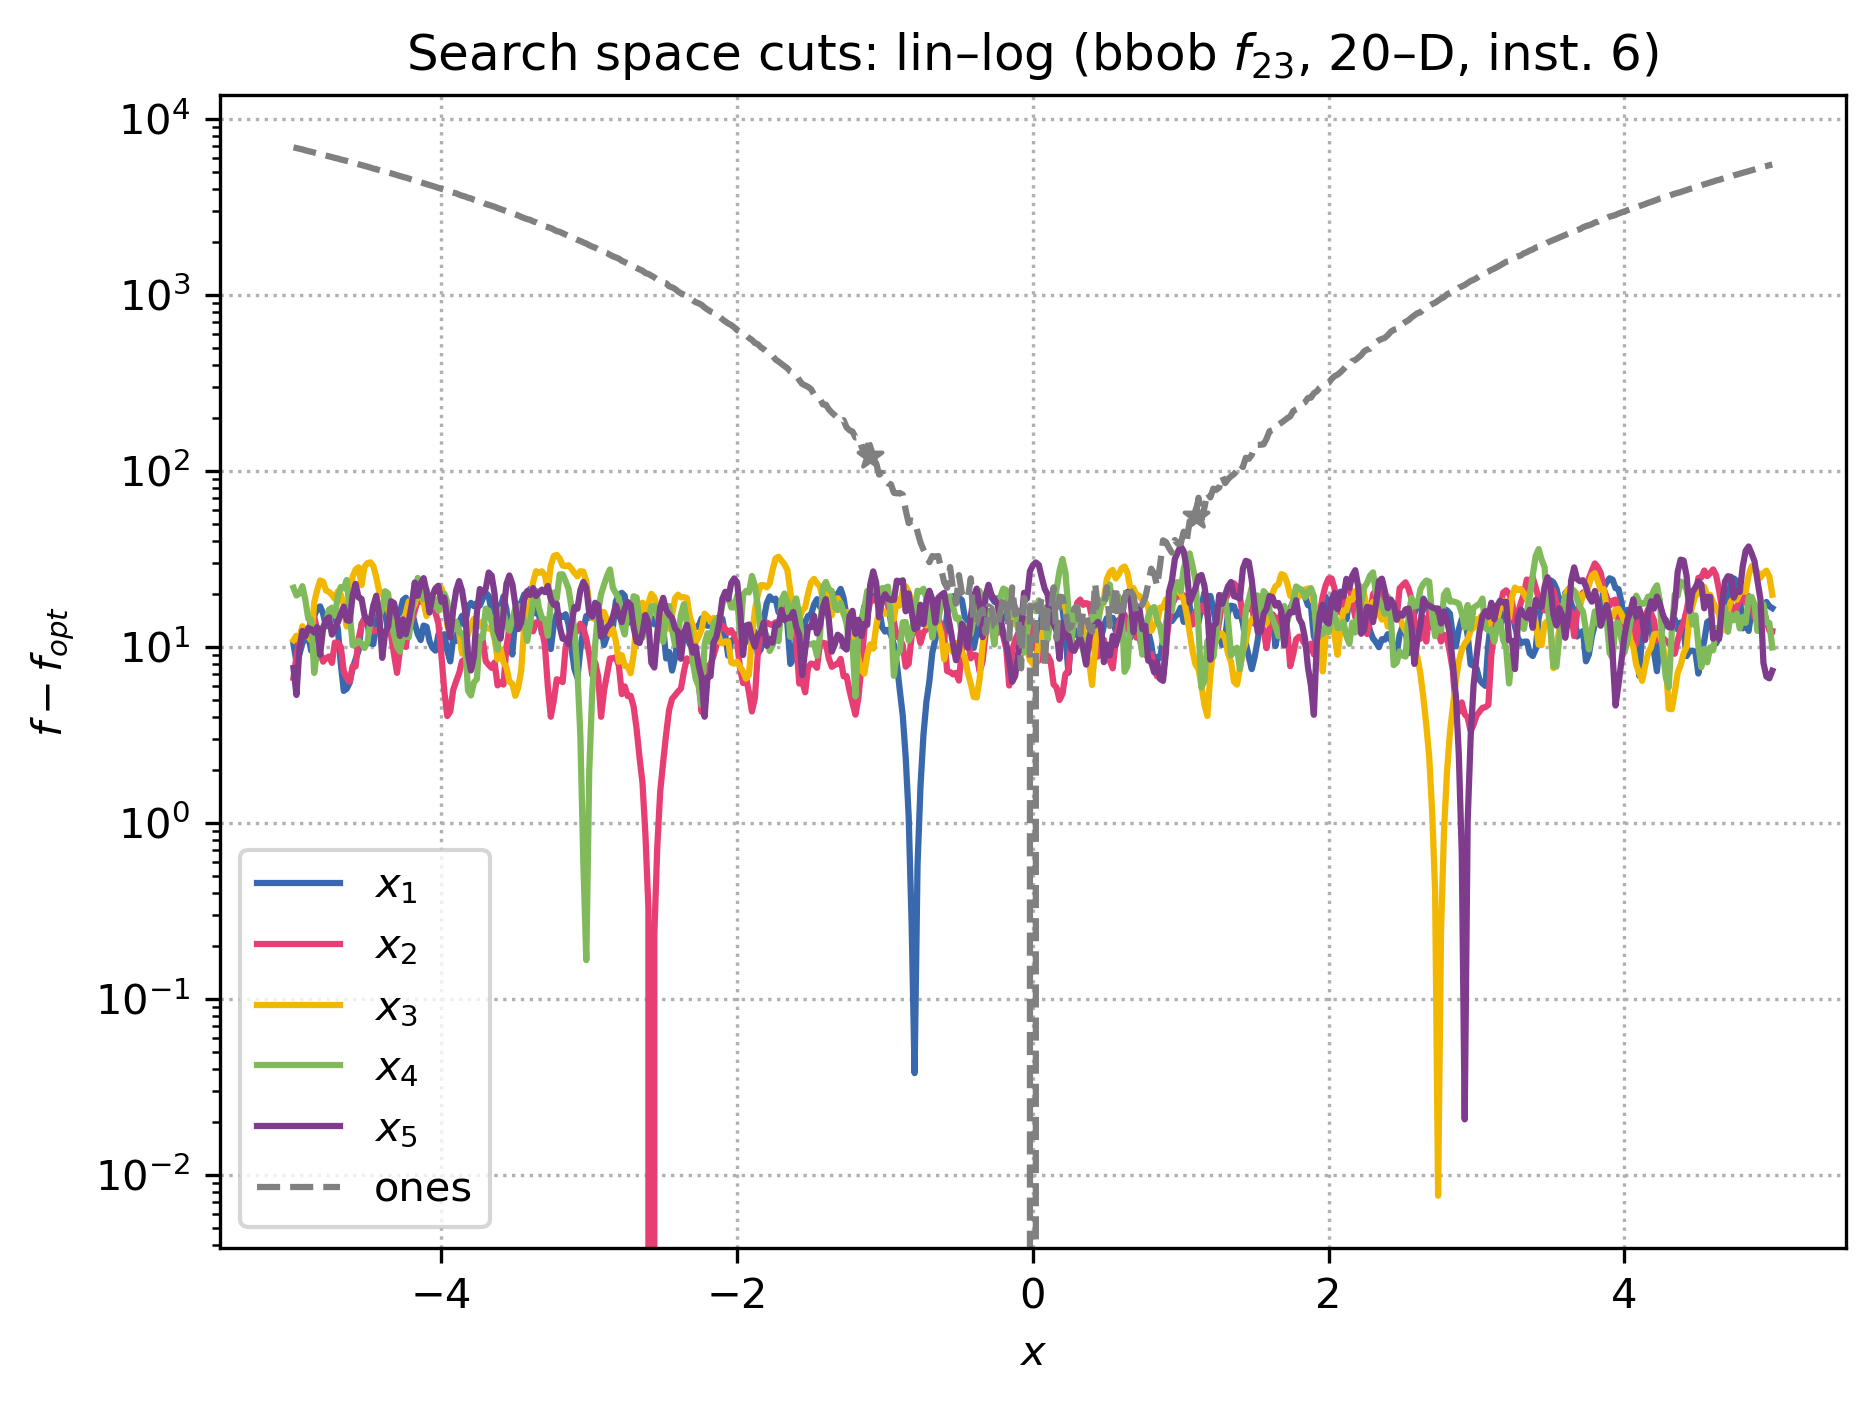 Search space cuts: lin–log (bbob f23, 20–D, inst. 6)
10^4
10^3
10^2
10^1
10^0
10^−1
10^−2
f − fopt
x1
x2
x3
x4
x5
ones
−4 −2 0 2 4
x